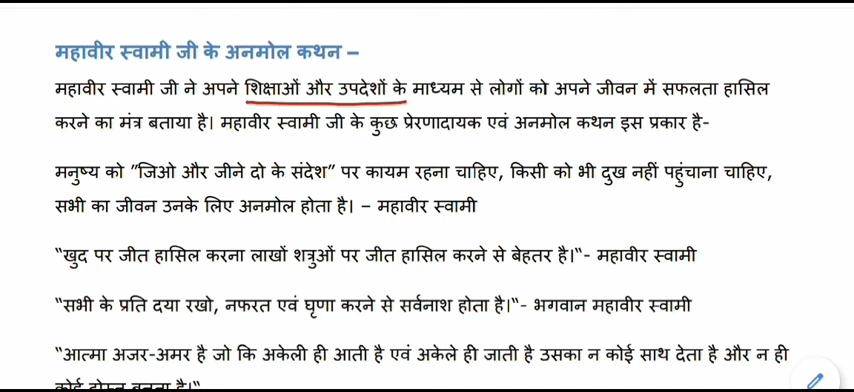 महावीर स्वामी जी के अनमोल कथन –
महावीर स्वामी जी ने अपने शिक्षाओं और उपदेशों के माध्यम से लोगों को अपने जीवन में सफलता हासिल
करने का मंत्र बताया है। महावीर स्वामी जी के कुछ प्रेरणादायक एवं अनमोल कथन इस प्रकार है-
मनुष्य को ”जिओ और जीने दो के संदेश” पर कायम रहना चाहिए, किसी को भी दुख नहीं पहुंचाना चाहिए,
सभी का जीवन उनके लिए अनमोल होता है। – महावीर स्वामी
“खुद पर जीत हासिल करना लाखों शत्रुओं पर जीत हासिल करने से बेहतर है।“- महावीर स्वामी
“सभी के प्रति दया रखो, नफरत एवं घृणा करने से सर्वनाश होता है।“- भगवान महावीर स्वामी
“आत्मा अजर-अमर है जो कि अकेली ही आती है एवं अकेले ही जाती है उसका न कोई साथ देता है और न ही
कोई दोस्त बनता है।“